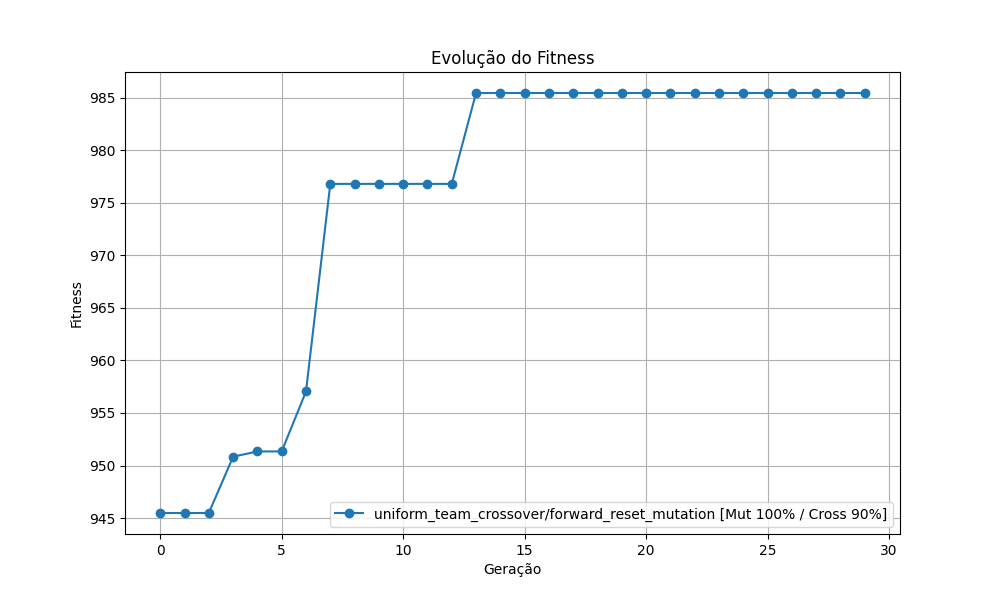 Evolução do Fitness
Fitness
985
980
975
970
965
960
955
950
945
uniform_team_crossover/forward_reset_mutation [Mut 100% / Cross 90%]
0 5 10 15 20 25 30
Geração